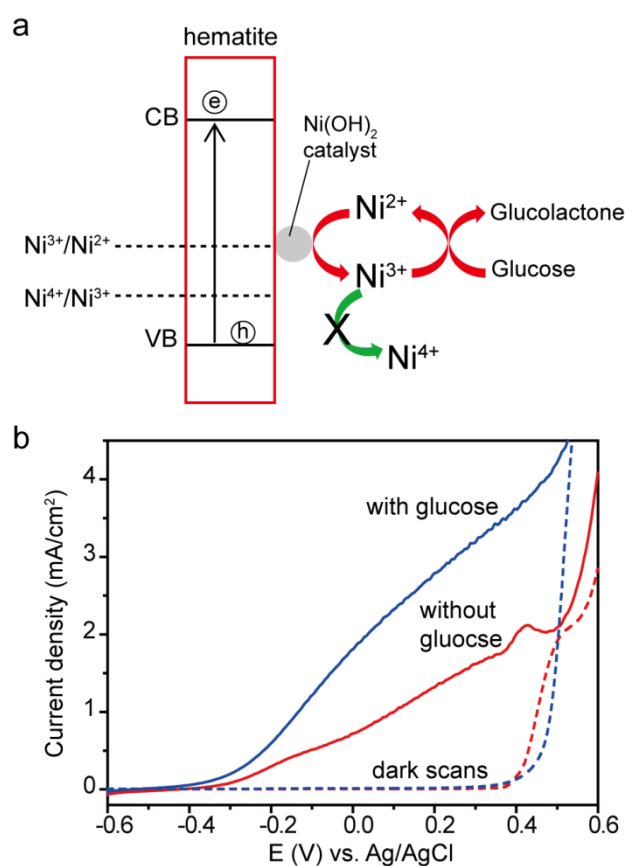 a
hematite
CB
e
Ni(OH)2
catalyst
Ni3+/Ni2+
Ni2+
Glucolactone
Ni3+
Glucose
Ni4+/Ni3+
X
VB
h
Ni4+
b
Current density (mA/cm2)
4
3
2
1
0
with glucose
without
gluocse
dark scans
-0.6
-0.4
-0.2
0.0
0.2
0.4
0.6
E (V) vs. Ag/AgCl